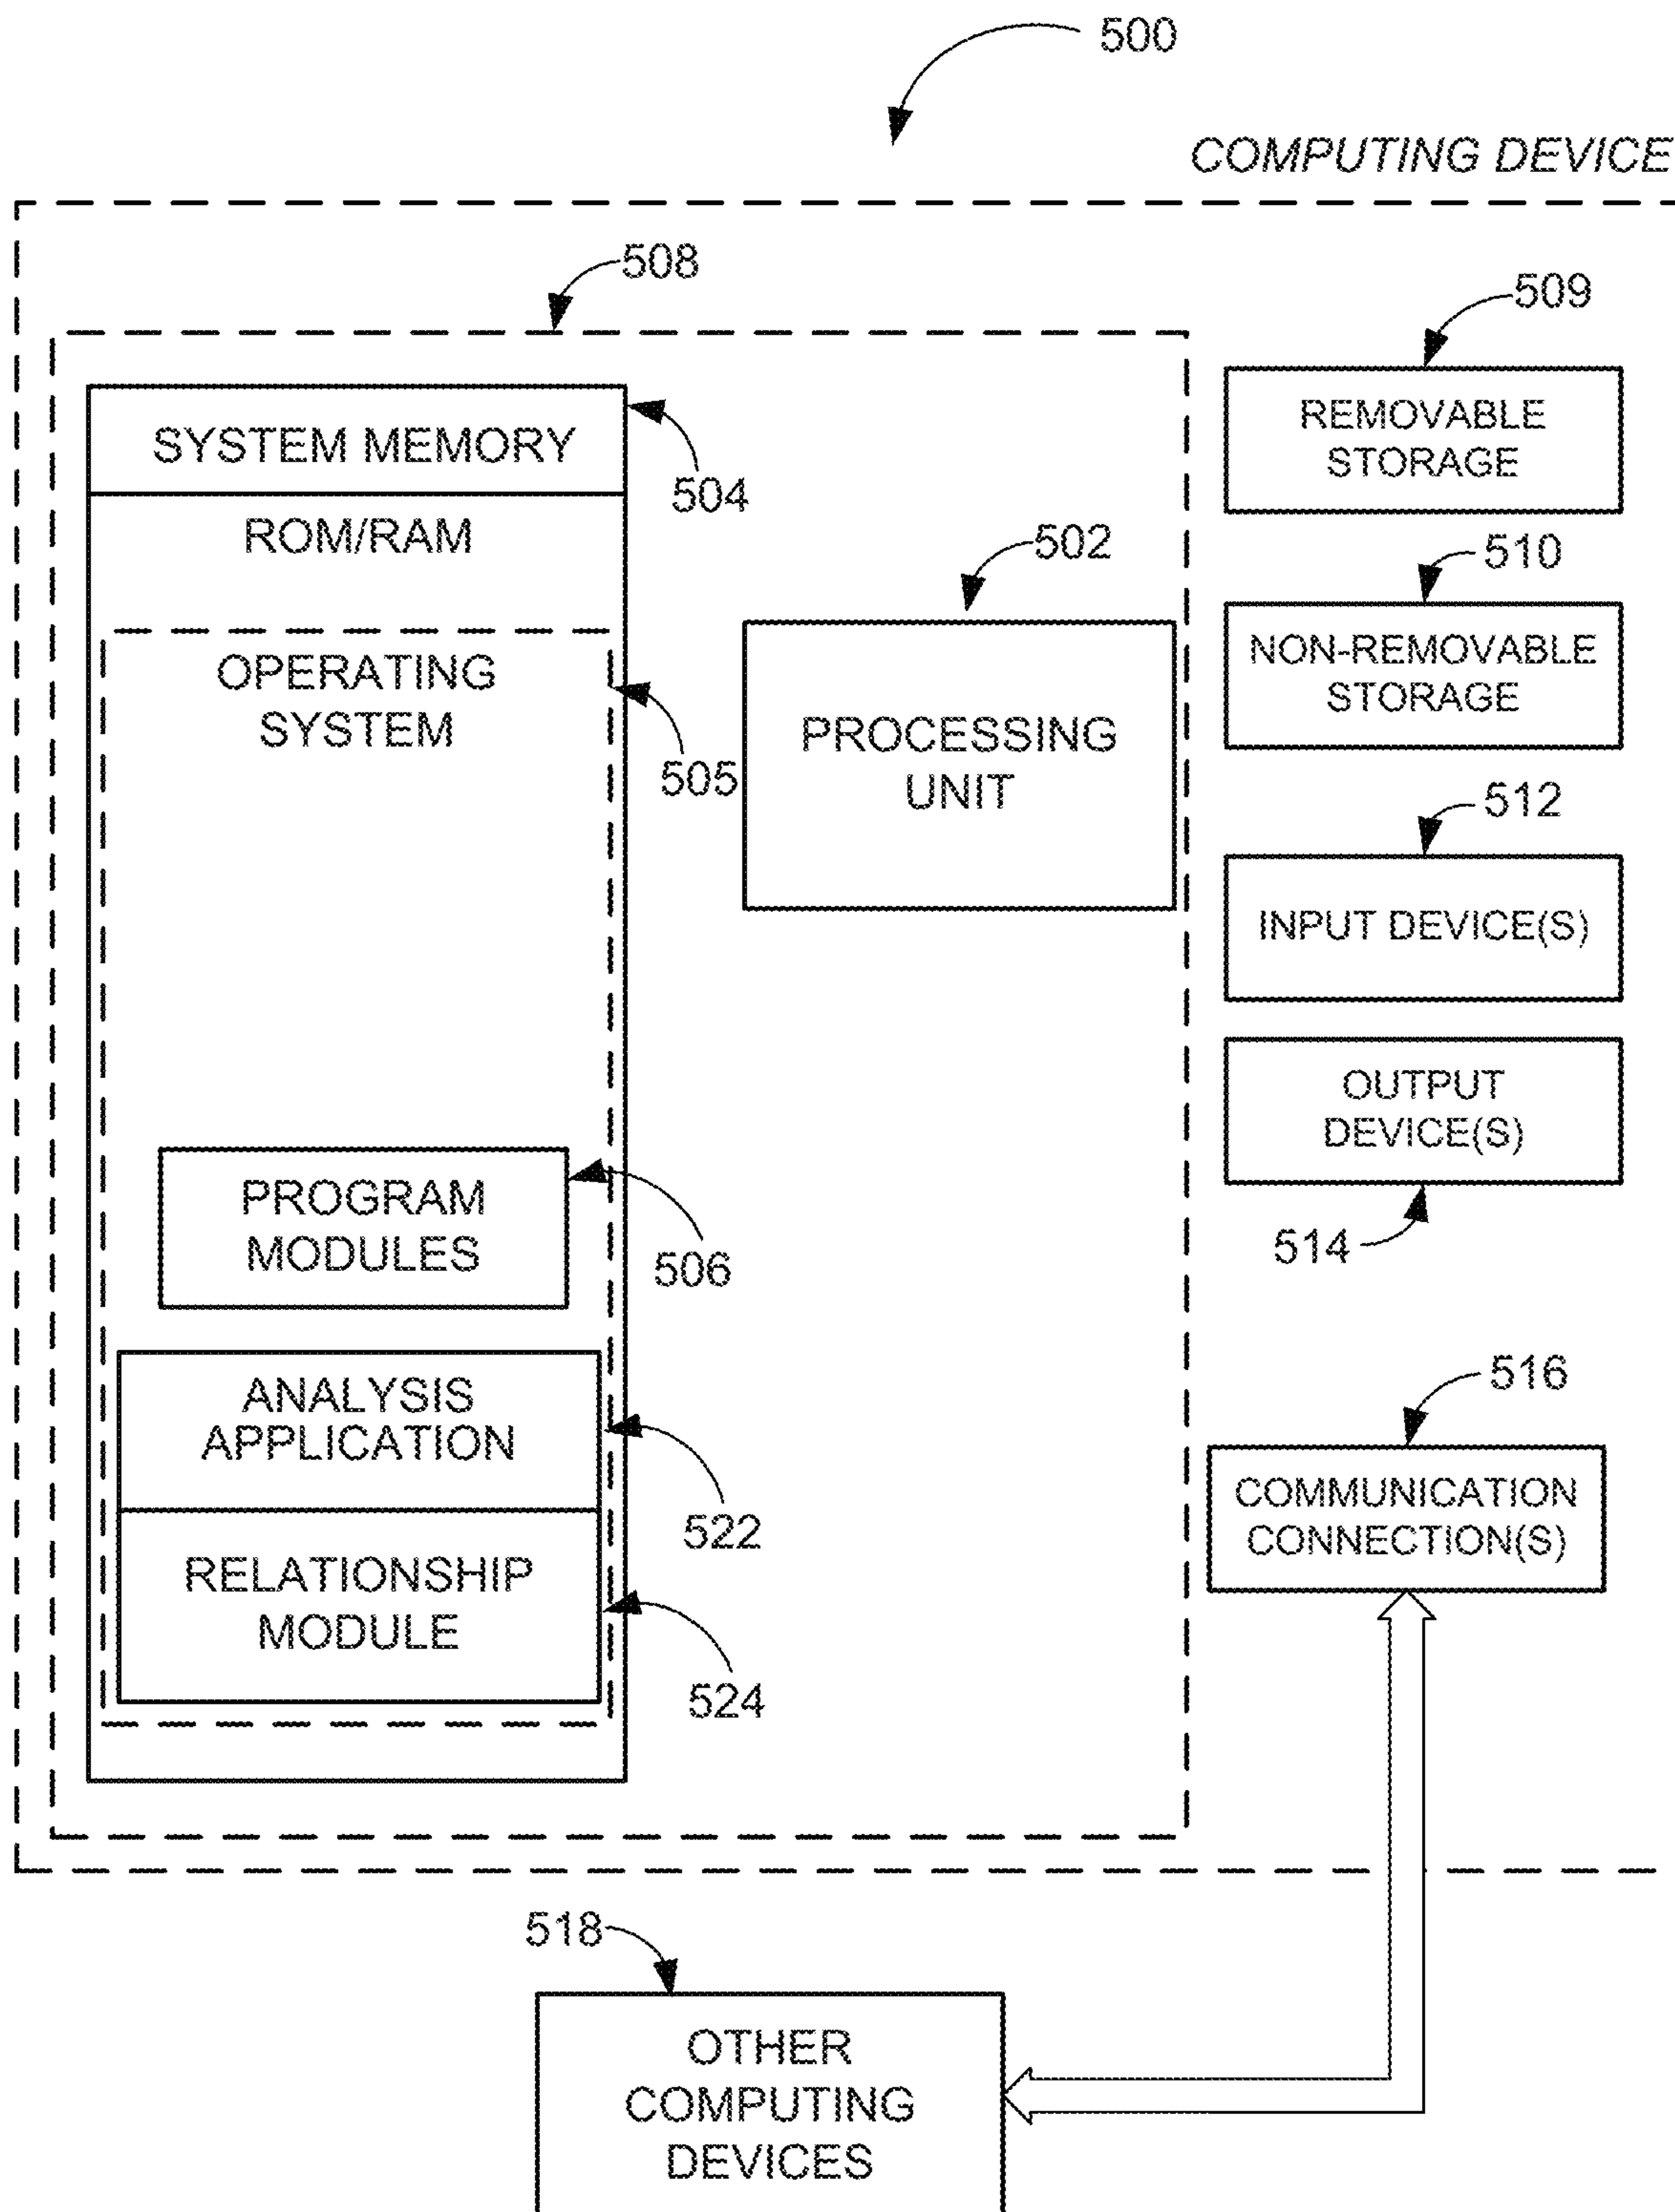 500
COMPUTING DEVICE
508
509
SYSTEM MEMORY
504
REMOVABLE
STORAGE
ROM/RAM
502
510
OPERATING
SYSTEM
505
PROCESSING
UNIT
NON-REMOVABLE
STORAGE
512
INPUT DEVICE(S)
OUTPUT
DEVICE(S)
514
PROGRAM
MODULES
506
516
ANALYSIS
APPLICATION
522
COMMUNICATION
CONNECTION(S)
RELATIONSHIP
MODULE
524
518
OTHER
COMPUTING
DEVICES